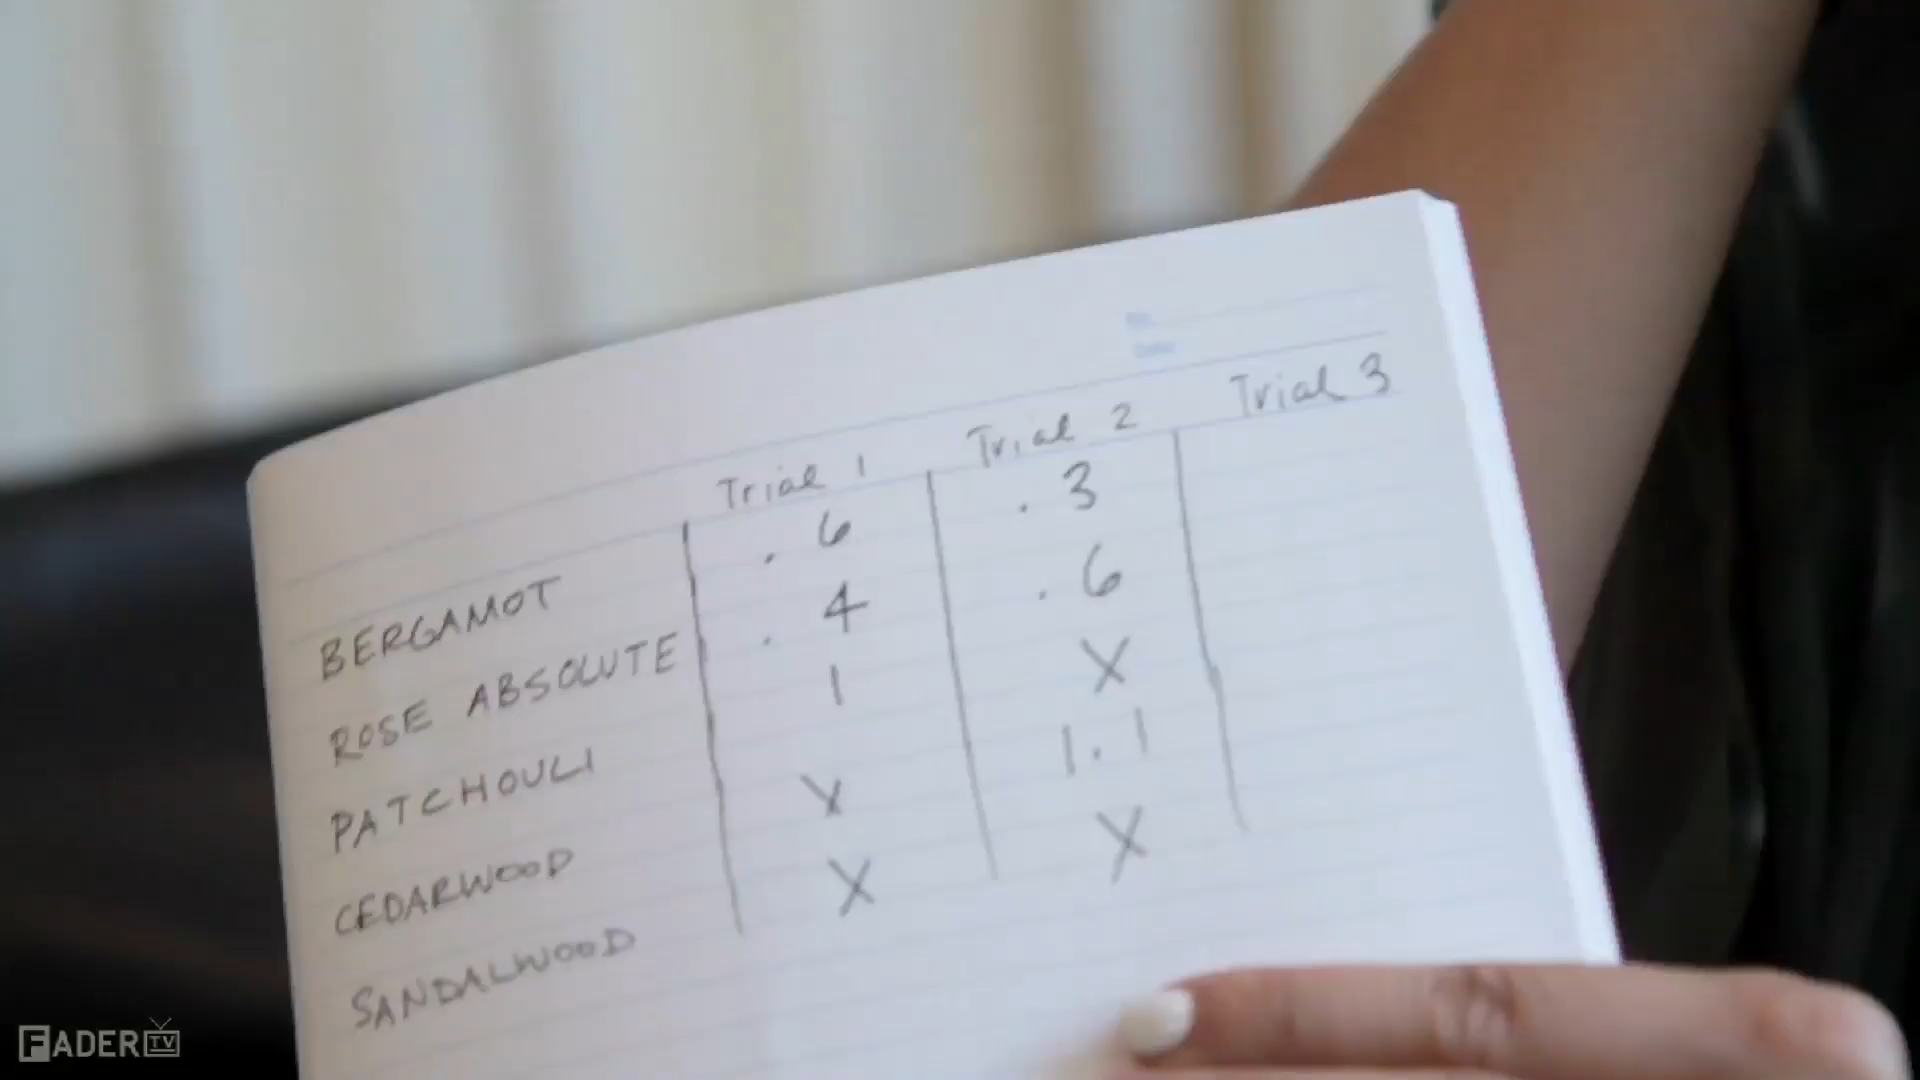 Trial 1 Trial 2 Trial 3
BERGAMOT .6 .3
ROSE ABSOLUTE .4 .6
PATCHOULI 1 X
CEDARWOOD X 1.1
SANDALWOOD X X
FADER TV